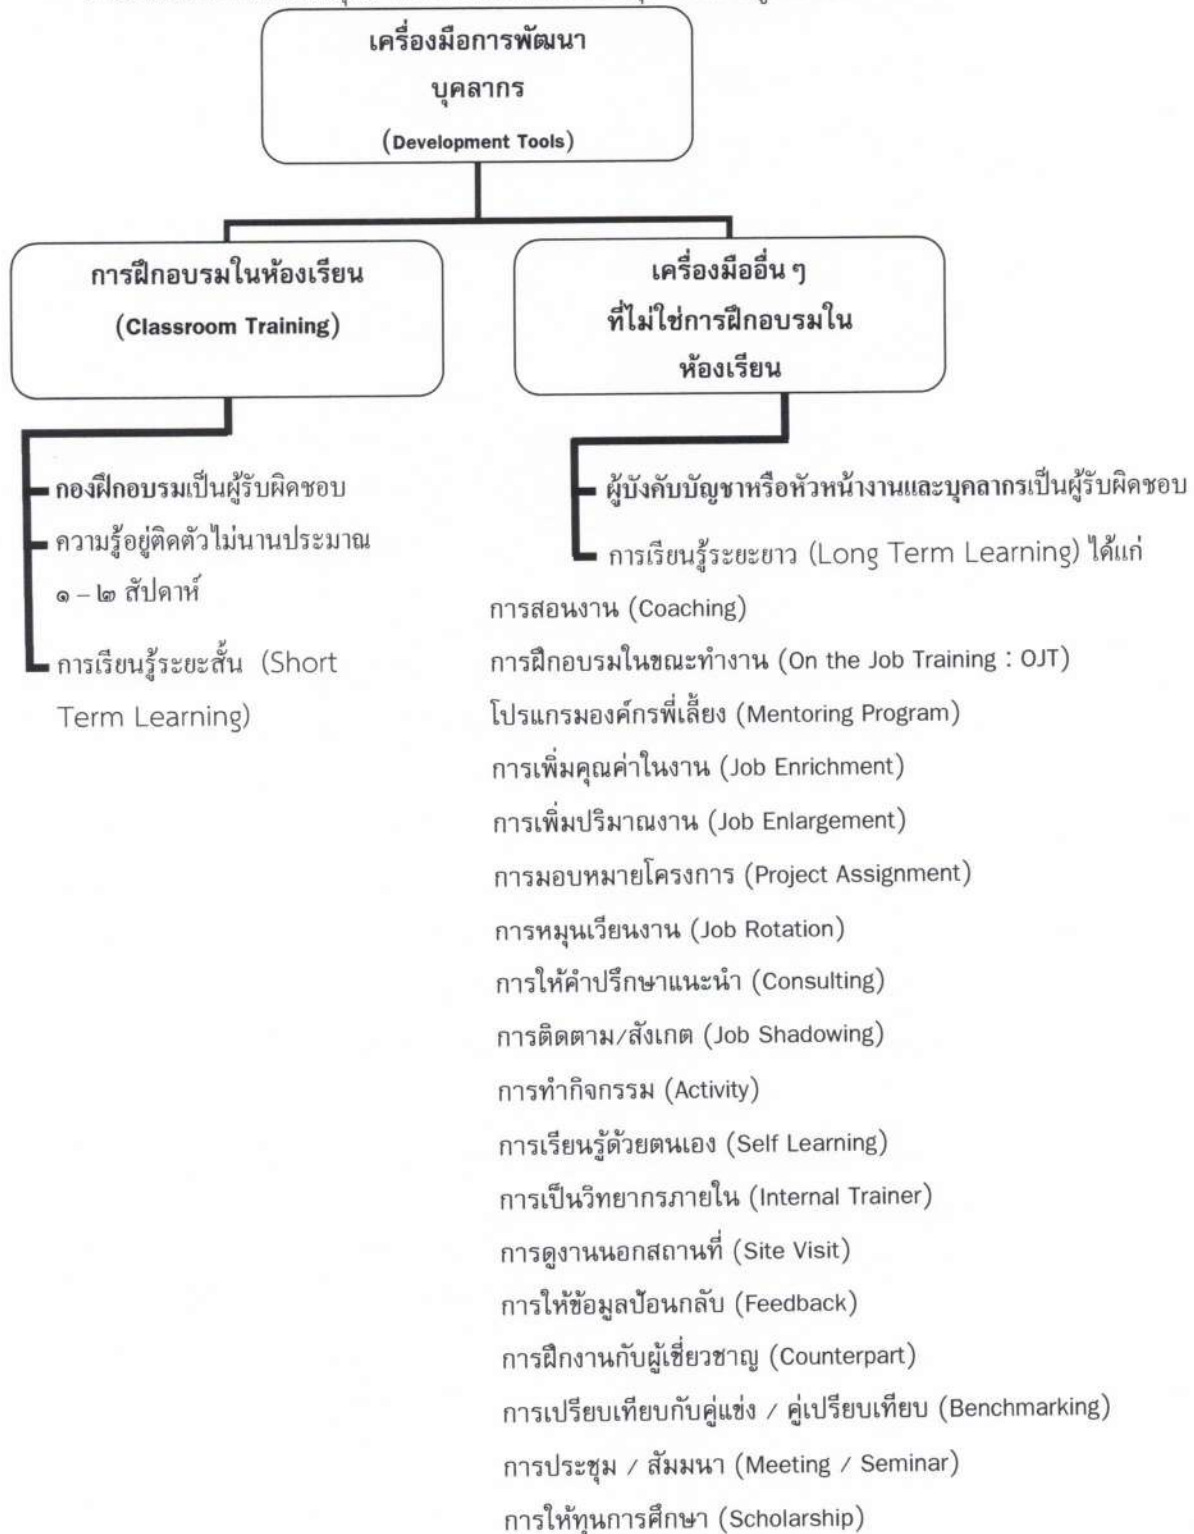 เครื่องมือการพัฒนา
บุคลากร
(Development Tools)
การฝึกอบรมในห้องเรียน
(Classroom Training)
เครื่องมืออื่น ๆ
ที่ไม่ใช่การฝึกอบรมใน
ห้องเรียน
กองฝึกอบรมเป็นผู้รับผิดชอบ
ความรู้อยู่ติดตัวไม่นานประมาณ
๑ – ๒ สัปดาห์
การเรียนรู้ระยะสั้น (Short
Term Learning)
ผู้บังคับบัญชาหรือหัวหน้างานและบุคลากรเป็นผู้รับผิดชอบ
การเรียนรู้ระยะยาว (Long Term Learning) ได้แก่
การสอนงาน (Coaching)
การฝึกอบรมในขณะทำงาน (On the Job Training : OJT)
โปรแกรมองค์กรพี่เลี้ยง (Mentoring Program)
การเพิ่มคุณค่าในงาน (Job Enrichment)
การเพิ่มปริมาณงาน (Job Enlargement)
การมอบหมายโครงการ (Project Assignment)
การหมุนเวียนงาน (Job Rotation)
การให้คำปรึกษาแนะนำ (Consulting)
การติดตาม/สังเกต (Job Shadowing)
การทำกิจกรรม (Activity)
การเรียนรู้ด้วยตนเอง (Self Learning)
การเป็นวิทยากรภายใน (Internal Trainer)
การดูงานนอกสถานที่ (Site Visit)
การให้ข้อมูลป้อนกลับ (Feedback)
การฝึกงานกับผู้เชี่ยวชาญ (Counterpart)
การเปรียบเทียบกับคู่แข่ง / คู่เปรียบเทียบ (Benchmarking)
การประชุม / สัมมนา (Meeting / Seminar)
การให้ทุนการศึกษา (Scholarship)